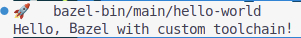 🚀 bazel-bin/main/hello-world
Hello, Bazel with custom toolchain!